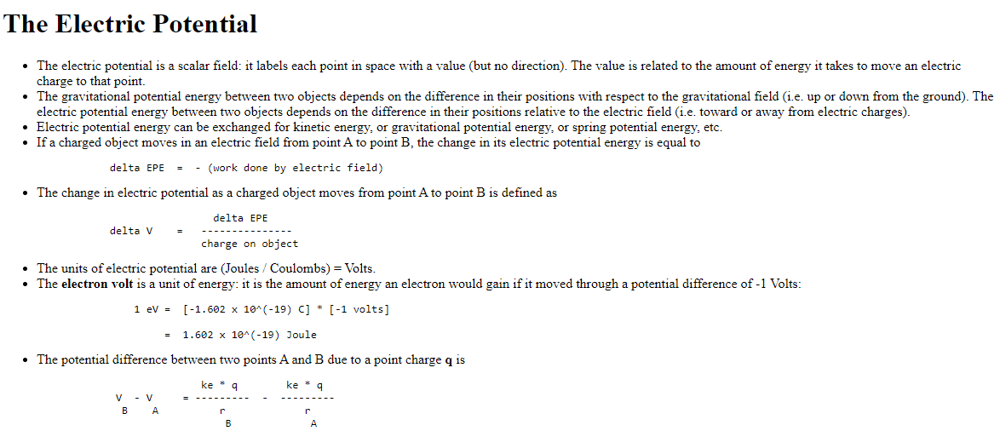 The Electric Potential
• The electric potential is a scalar field: it labels each point in space with a value (but no direction). The value is related to the amount of energy it takes to move an electric
charge to that point.
• The gravitational potential energy between two objects depends on the difference in their positions with respect to the gravitational field (i.e. up or down from the ground). The
electric potential energy between two objects depends on the difference in their positions relative to the electric field (i.e. toward or away from electric charges).
• Electric potential energy can be exchanged for kinetic energy, or gravitational potential energy, or spring potential energy, etc.
• If a charged object moves in an electric field from point A to point B, the change in its electric potential energy is equal to
delta EPE = - (work done by electric field)
• The change in electric potential as a charged object moves from point A to point B is defined as
delta EPE
delta V = ---------------
charge on object
• The units of electric potential are (Joules / Coulombs) = Volts.
• The electron volt is a unit of energy: it is the amount of energy an electron would gain if it moved through a potential difference of -1 Volts:
1 eV = [-1.602 x 10^(-19) C] * [-1 volts]
= 1.602 x 10^(-19) Joule
• The potential difference between two points A and B due to a point charge q is
ke * q ke * q
V - V = --------- - ---------
B A r r
B A